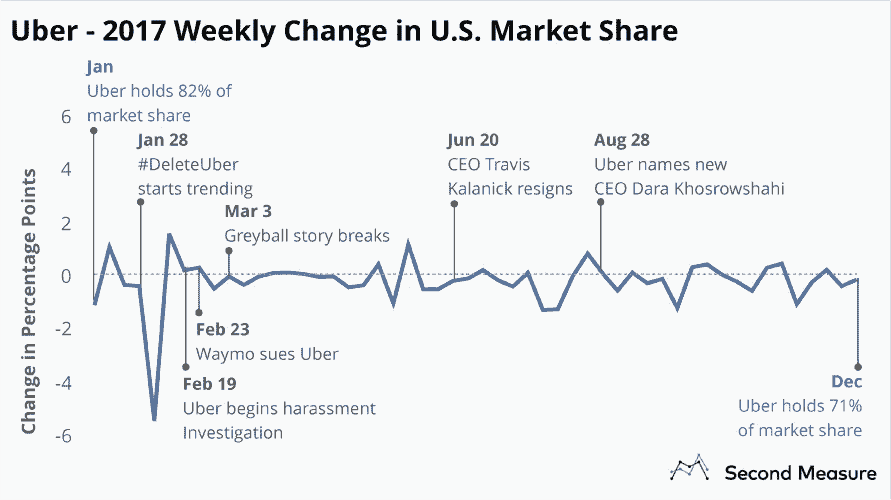 Uber - 2017 Weekly Change in U.S. Market Share
Jan
Uber holds 82% of
market share
Jan 28
#DeleteUber
starts trending
Mar 3
Greyball story breaks
Jun 20
CEO Travis
Kalanick resigns
Aug 28
Uber names new
CEO Dara Khosrowshahi
Change in Percentage Points
6
4
2
0
-2
-4
-6
Feb 23
Waymo sues Uber
Feb 19
Uber begins harassment
Investigation
Dec
Uber holds 71%
of market share
Second Measure